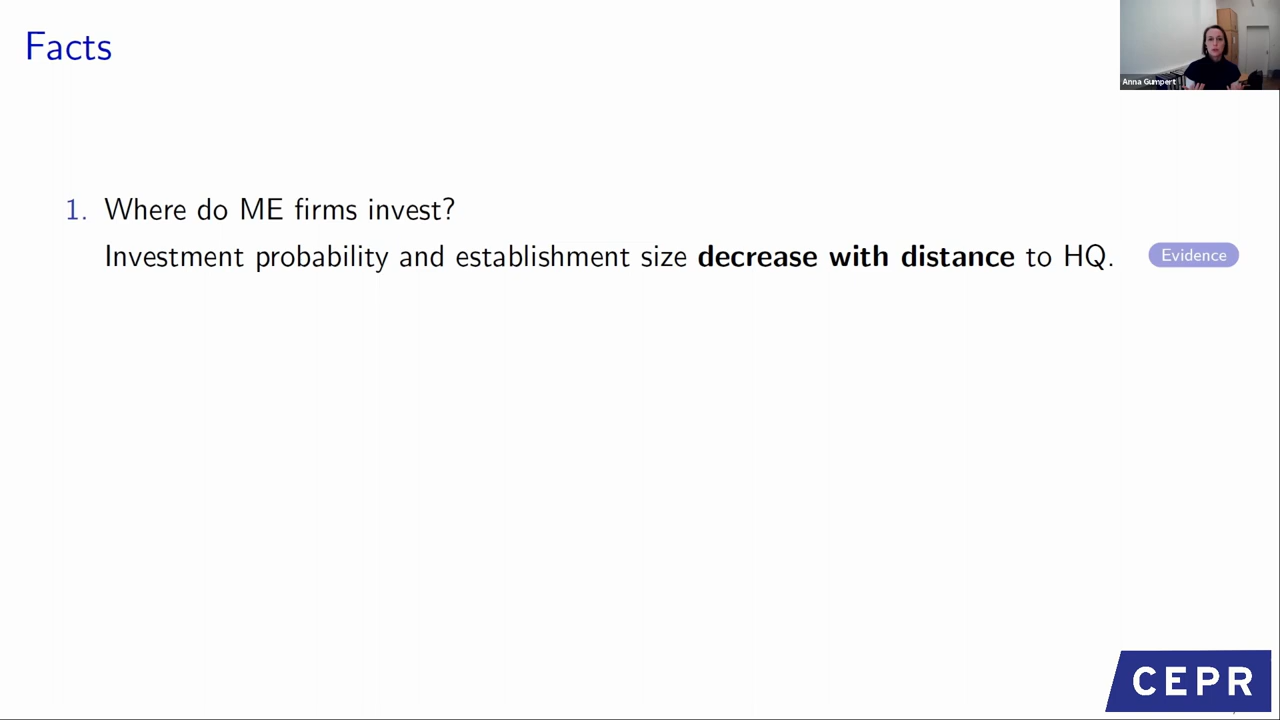 Facts
Anna Gumpert
1. Where do ME firms invest?
Investment probability and establishment size decrease with distance to HQ.
Evidence
CEPR